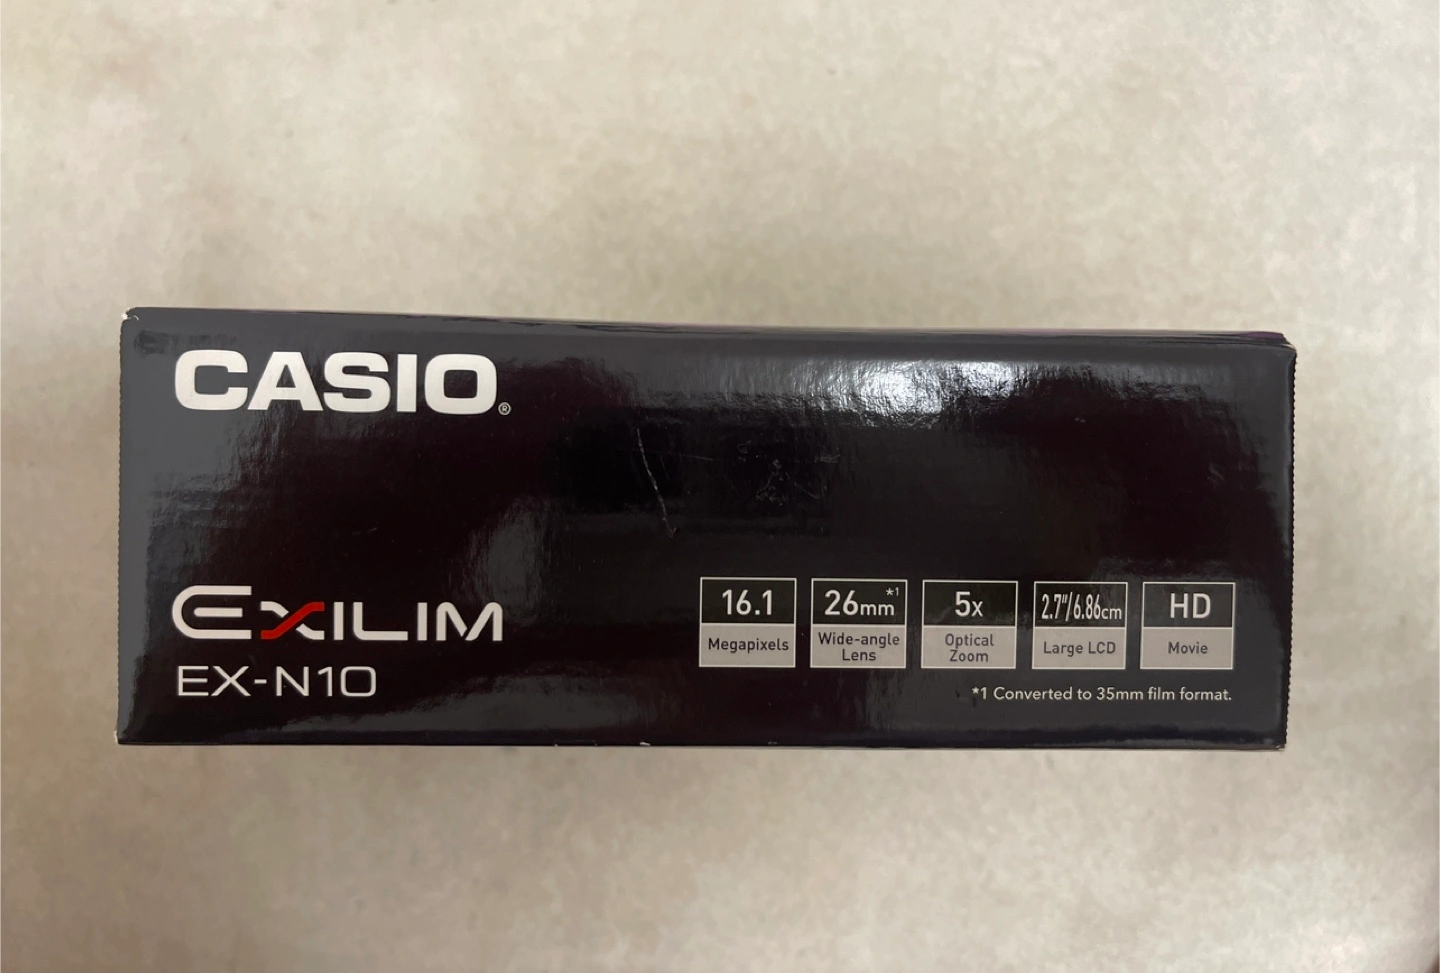 CASIO®
EXILIM
EX-N10
16.1
Megapixels
26mm*1
Wide-angle
Lens
5x
Optical
Zoom
2.7"/6.86cm
Large LCD
HD
Movie
*1 Converted to 35mm film format.